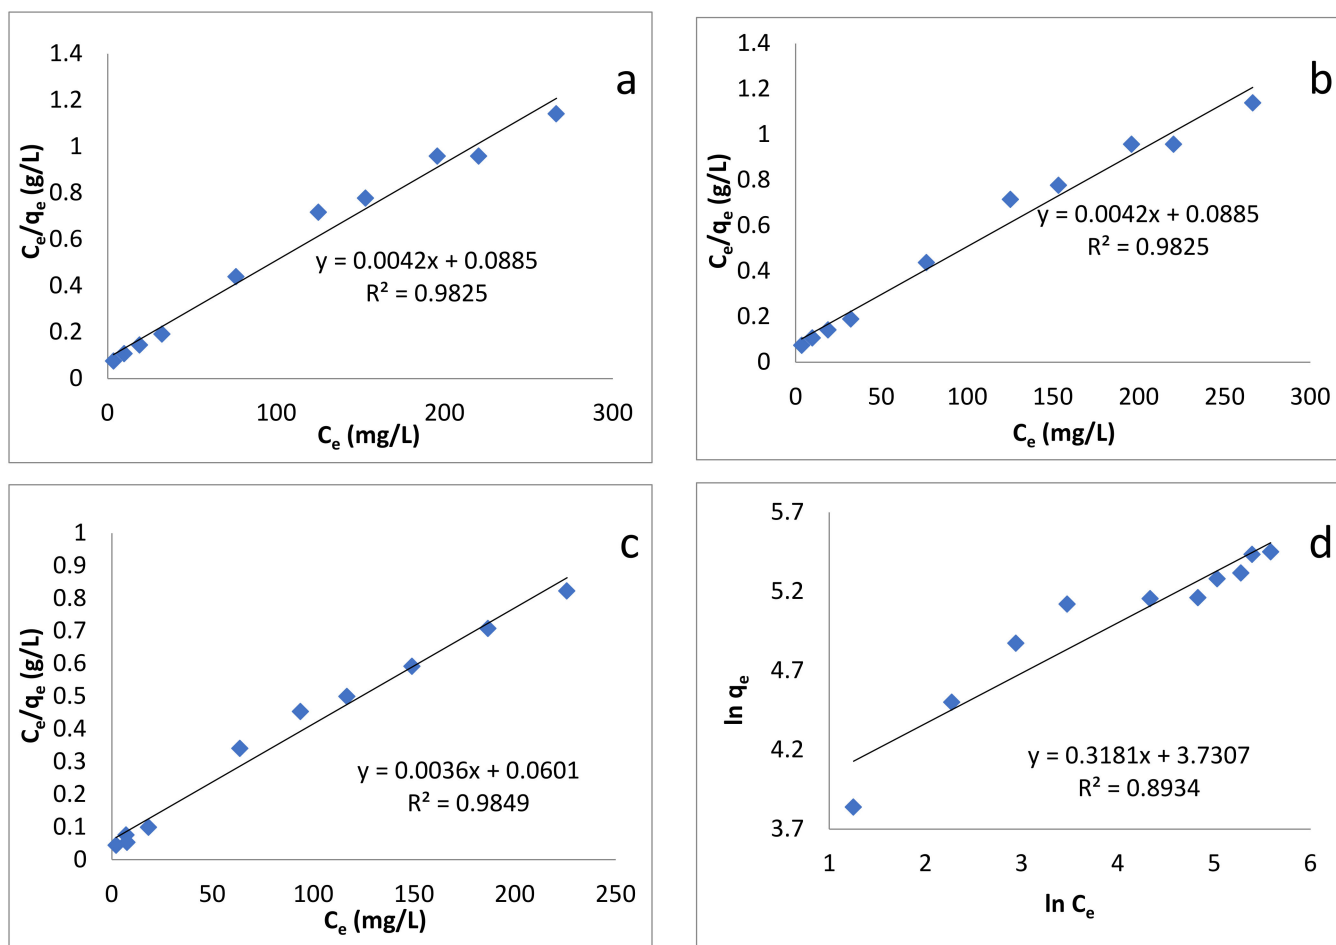 a
1.4
1.2
1
0.8
0.6
0.4
0.2
0
Ce/qe (g/L)
y = 0.0042x + 0.0885
R² = 0.9825
0 100 200 300
Ce (mg/L)
b
1.4
1.2
1
0.8
0.6
0.4
0.2
0
Ce/qe (g/L)
y = 0.0042x + 0.0885
R² = 0.9825
0 50 100 150 200 250 300
Ce (mg/L)
c
1
0.9
0.8
0.7
0.6
0.5
0.4
0.3
0.2
0.1
0
Ce/qe (g/L)
y = 0.0036x + 0.0601
R² = 0.9849
0 50 100 150 200 250
Ce (mg/L)
d
5.7
5.2
4.7
4.2
3.7
ln qe
y = 0.3181x + 3.7307
R² = 0.8934
1 2 3 4 5 6
ln Ce